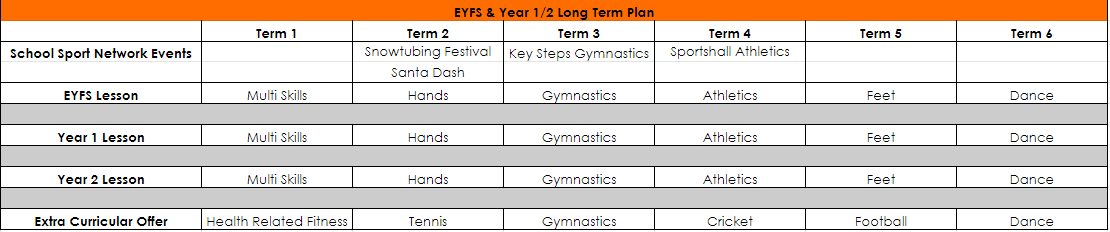 EYFS & Year 1/2 Long Term Plan
Term 1 Term 2 Term 3 Term 4 Term 5 Term 6
School Sport Network Events Snowtubing Festival Key Steps Gymnastics Sportshall Athletics
Santa Dash
EYFS Lesson Multi Skills Hands Gymnastics Athletics Feet Dance
Year 1 Lesson Multi Skills Hands Gymnastics Athletics Feet Dance
Year 2 Lesson Multi Skills Hands Gymnastics Athletics Feet Dance
Extra Curricular Offer Health Related Fitness Tennis Gymnastics Cricket Football Dance